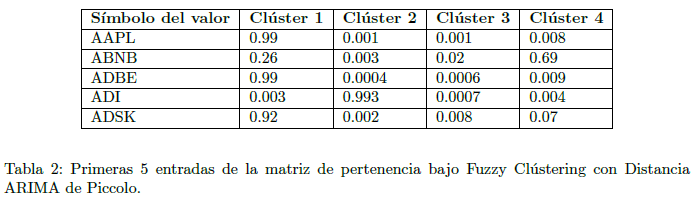 Símbolo del valor Clúster 1 Clúster 2 Clúster 3 Clúster 4
AAPL 0.99 0.001 0.001 0.008
ABNB 0.26 0.003 0.02 0.69
ADBE 0.99 0.0004 0.0006 0.009
ADI 0.003 0.993 0.0007 0.004
ADSK 0.92 0.002 0.008 0.07
Tabla 2: Primeras 5 entradas de la matriz de pertenencia bajo Fuzzy Clústering con Distancia
ARIMA de Piccolo.